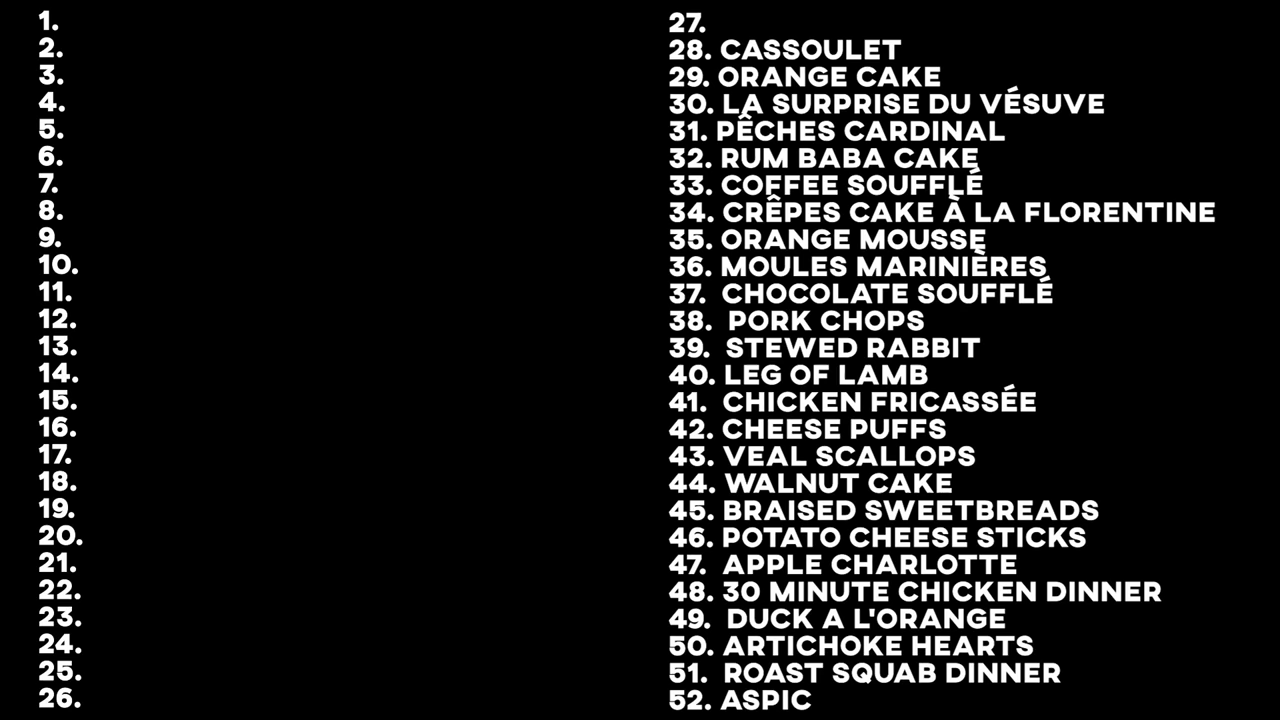 1.
2.
3.
4.
5.
6.
7.
8.
9.
10.
11.
12.
13.
14.
15.
16.
17.
18.
19.
20.
21.
22.
23.
24.
25.
26.
27.
28. CASSOULET
29. ORANGE CAKE
30. LA SURPRISE DU VÉSUVE
31. PÊCHES CARDINAL
32. RUM BABA CAKE
33. COFFEE SOUFFLÉ
34. CRÊPES CAKE À LA FLORENTINE
35. ORANGE MOUSSE
36. MOULES MARINIÈRES
37. CHOCOLATE SOUFFLÉ
38. PORK CHOPS
39. STEWED RABBIT
40. LEG OF LAMB
41. CHICKEN FRICASSÉE
42. CHEESE PUFFS
43. VEAL SCALLOPS
44. WALNUT CAKE
45. BRAISED SWEETBREADS
46. POTATO CHEESE STICKS
47. APPLE CHARLOTTE
48. 30 MINUTE CHICKEN DINNER
49. DUCK A L'ORANGE
50. ARTICHOKE HEARTS
51. ROAST SQUAB DINNER
52. ASPIC